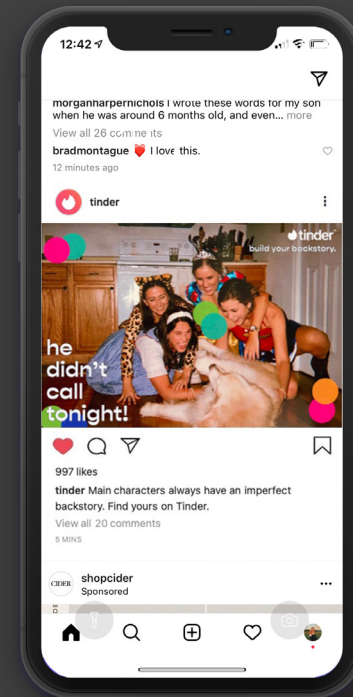 12:42
morganharpernichols I wrote these words for my son
when he was around 6 months old, and even... more
View all 26 comments
bradmontague ❤️ I love this.
12 minutes ago
tinder
tinder
build your backstory.
he
didn't
call
tonight!
997 likes
tinder Main characters always have an imperfect
backstory. Find yours on Tinder.
View all 20 comments
5 MINS
CIDER
shopcider
Sponsored